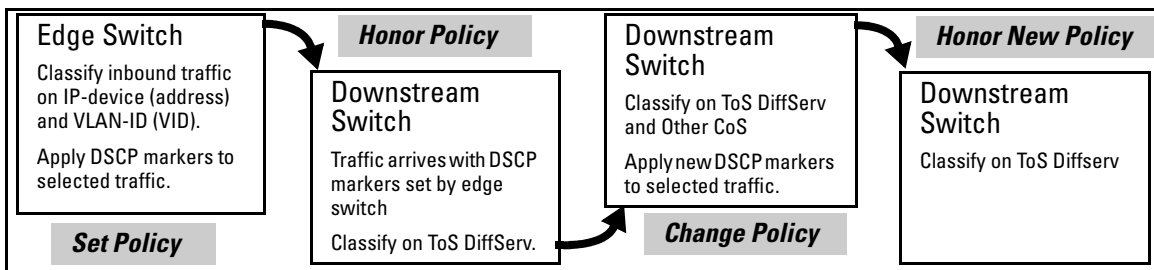 Edge Switch
Classify inbound traffic
on IP-device (address)
and VLAN-ID (VID).
Apply DSCP markers to
selected traffic.
Set Policy
Honor Policy
Downstream
Switch
Traffic arrives with DSCP
markers set by edge
switch
Classify on ToS DiffServ.
Downstream
Switch
Classify on ToS DiffServ
and Other CoS
Apply new DSCP markers
to selected traffic.
Change Policy
Honor New Policy
Downstream
Switch
Classify on ToS Diffserv